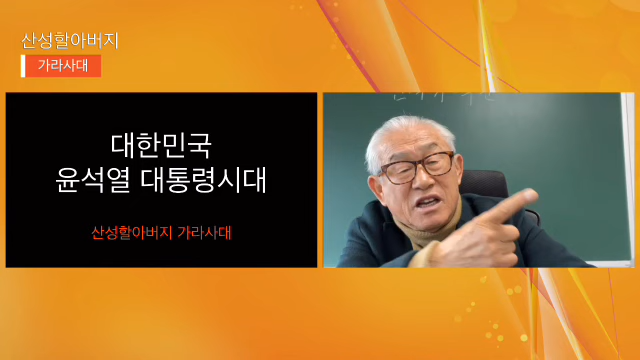 산성할아버지
가라사대
대한민국
윤석열 대통령시대
산성할아버지 가라사대